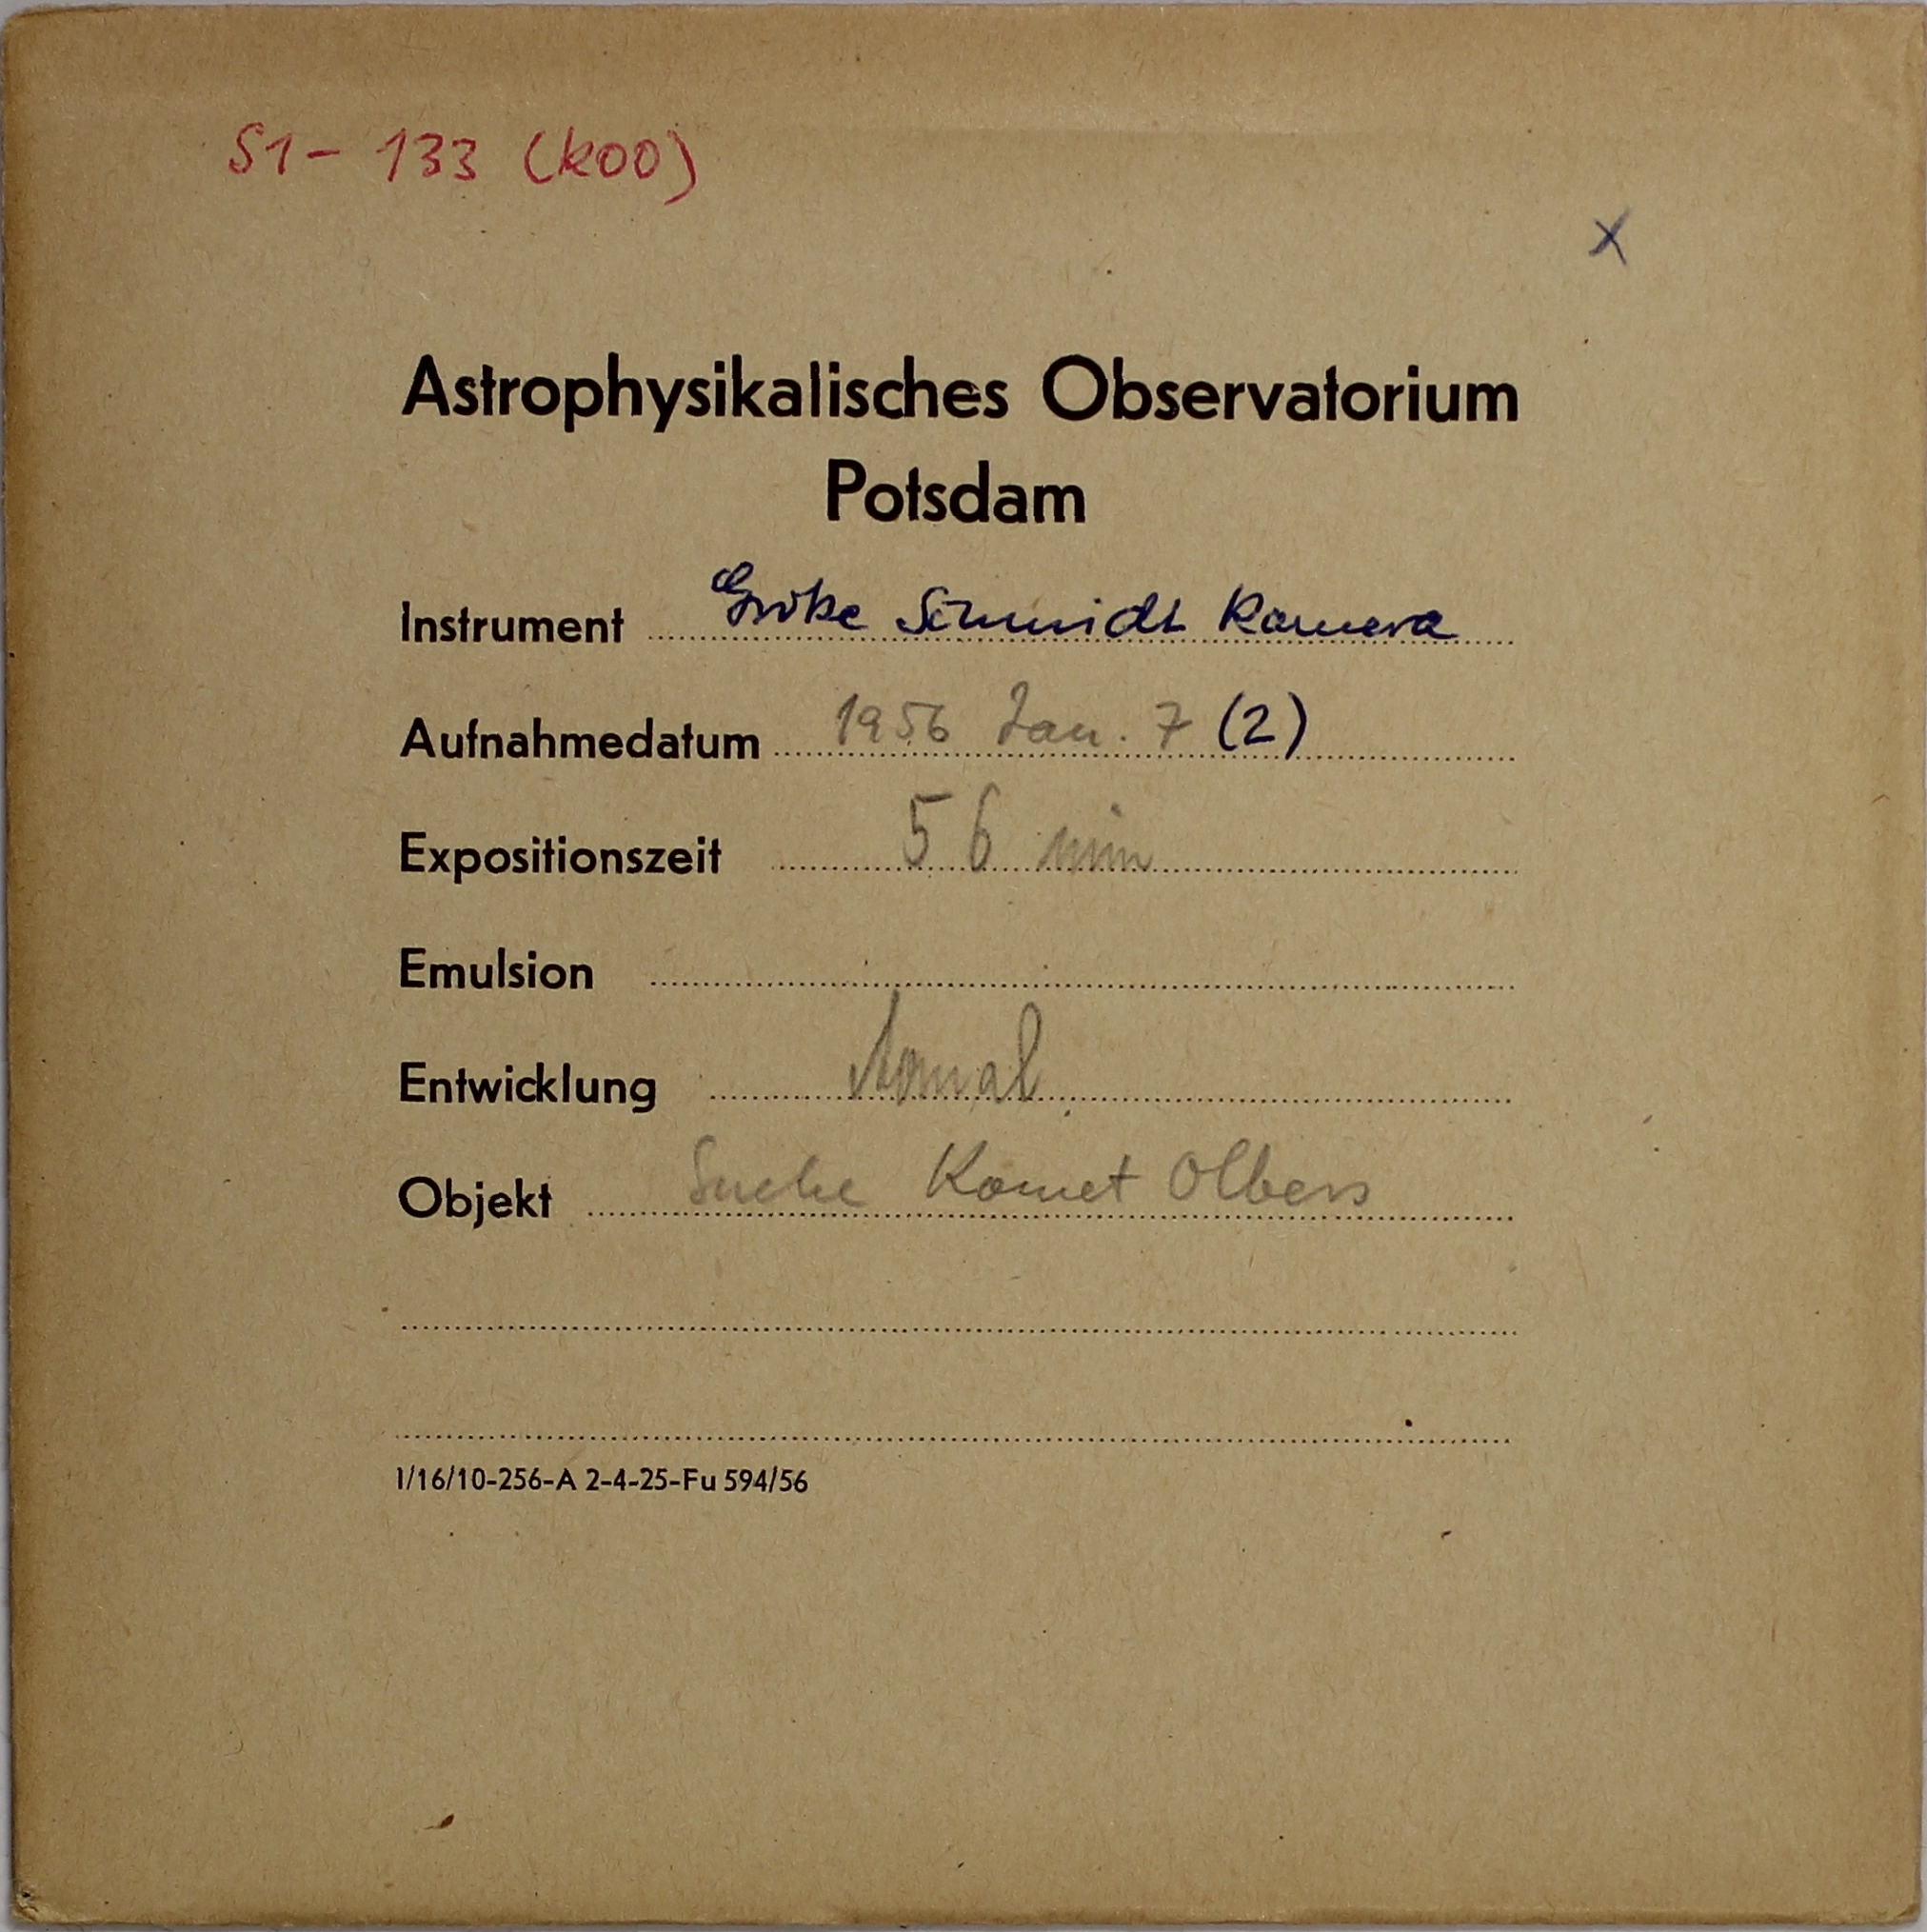 S1- 133 (k00)
X
Astrophysikalisches Observatorium
Potsdam
Instrument Große Schmidt Kamera
Aufnahmedatum 1956 Jan. 7 (2)
Expositionszeit 56 min
Emulsion
Entwicklung Normal
Objekt Suche Komet Olbers
I/16/10-256-A 2-4-25-Fu 594/56